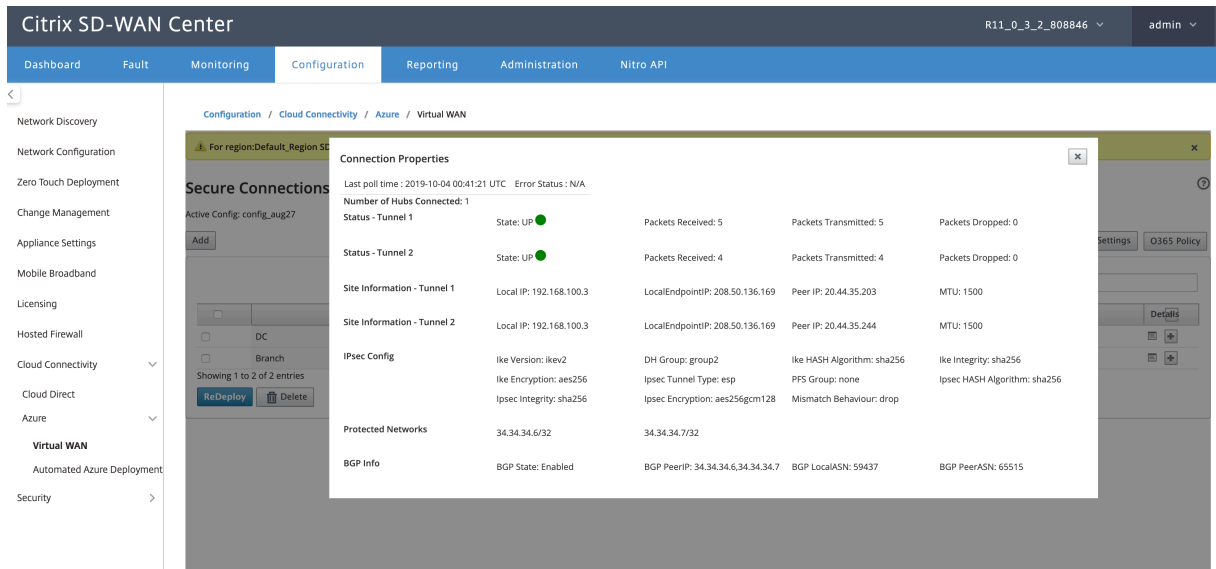 Citrix SD-WAN Center
R11_0_3_2_808846
admin
Dashboard Fault Monitoring Configuration Reporting Administration Nitro API
Network Discovery
Network Configuration
Zero Touch Deployment
Change Management
Appliance Settings
Mobile Broadband
Licensing
Hosted Firewall
Cloud Connectivity
Cloud Direct
Azure
Virtual WAN
Automated Azure Deployment
Security
Configuration / Cloud Connectivity / Azure / Virtual WAN
For region:Default_Region SD
Secure Connections
Active Config: config_aug27
Add
Settings
O365 Policy
Details
DC
Branch
Showing 1 to 2 of 2 entries
ReDeploy Delete
Connection Properties
Last poll time : 2019-10-04 00:41:21 UTC Error Status : N/A
Number of Hubs Connected: 1
Status - Tunnel 1 State: UP Packets Received: 5 Packets Transmitted: 5 Packets Dropped: 0
Status - Tunnel 2 State: UP Packets Received: 4 Packets Transmitted: 4 Packets Dropped: 0
Site Information - Tunnel 1 Local IP: 192.168.100.3 LocalEndpointIP: 208.50.136.169 Peer IP: 20.44.35.203 MTU: 1500
Site Information - Tunnel 2 Local IP: 192.168.100.3 LocalEndpointIP: 208.50.136.169 Peer IP: 20.44.35.244 MTU: 1500
IPsec Config Ike Version: ikev2 DH Group: group2 Ike HASH Algorithm: sha256 Ike Integrity: sha256
Ike Encryption: aes256 Ipsec Tunnel Type: esp PFS Group: none Ipsec HASH Algorithm: sha256
Ipsec Integrity: sha256 Ipsec Encryption: aes256gcm128 Mismatch Behaviour: drop
Protected Networks 34.34.34.6/32 34.34.34.7/32
BGP Info BGP State: Enabled BGP PeerIP: 34.34.34.6,34.34.34.7 BGP LocalASN: 59437 BGP PeerASN: 65515